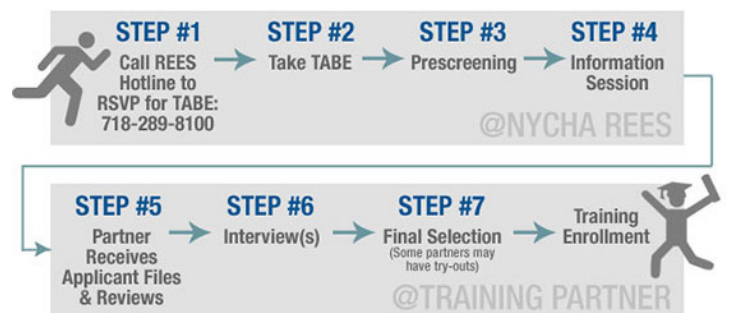 STEP #1
Call REES
Hotline to
RSVP for TABE:
718-289-8100
STEP #2
Take TABE
STEP #3
Prescreening
STEP #4
Information
Session
@NYCHA REES
STEP #5
Partner
Receives
Applicant Files
& Reviews
STEP #6
Interview(s)
STEP #7
Final Selection
(Some partners may
have try-outs)
Training
Enrollment
@TRAINING PARTNER